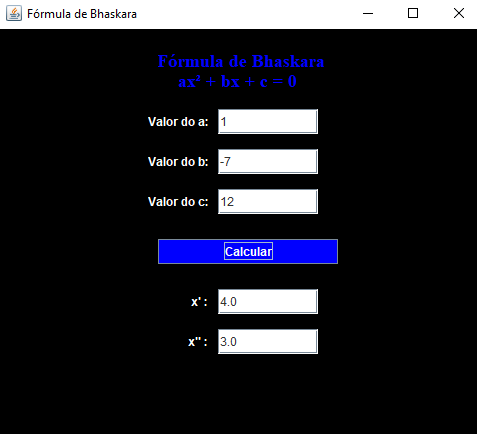 Fórmula de Bhaskara
Fórmula de Bhaskara
ax² + bx + c = 0
Valor do a: 1
Valor do b: -7
Valor do c: 12
Calcular
x' : 4.0
x'' : 3.0